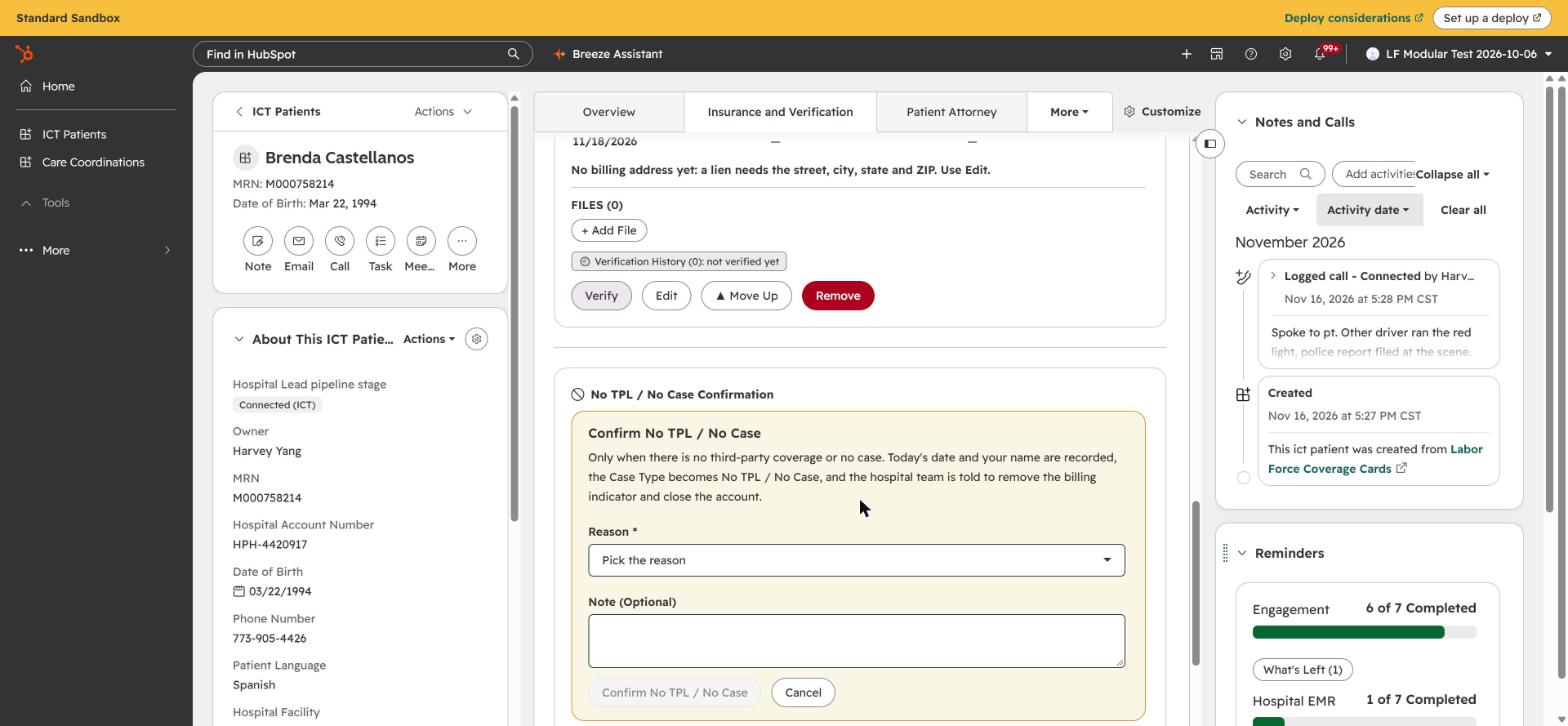 Standard Sandbox
Deploy considerations
Set up a deploy
Find in HubSpot
Breeze Assistant
99+
LF Modular Test 2026-10-06
Home
ICT Patients
Care Coordinations
Tools
More
ICT Patients
Actions
Brenda Castellanos
MRN: M000758214
Date of Birth: Mar 22, 1994
Note
Email
Call
Task
Mee...
More
About This ICT Patie...
Actions
Hospital Lead pipeline stage
Connected (ICT)
Owner
Harvey Yang
MRN
M000758214
Hospital Account Number
HPH-4420917
Date of Birth
03/22/1994
Phone Number
773-905-4426
Patient Language
Spanish
Hospital Facility
Overview
Insurance and Verification
Patient Attorney
More
Customize
11/18/2026
—
—
No billing address yet: a lien needs the street, city, state and ZIP. Use Edit.
FILES (0)
+ Add File
Verification History (0): not verified yet
Verify
Edit
▲ Move Up
Remove
No TPL / No Case Confirmation
Confirm No TPL / No Case
Only when there is no third-party coverage or no case. Today's date and your name are recorded,
the Case Type becomes No TPL / No Case, and the hospital team is told to remove the billing
indicator and close the account.
Reason *
Pick the reason
Note (Optional)
Confirm No TPL / No Case
Cancel
Notes and Calls
Search
Add activities
Collapse all
Activity
Activity date
Clear all
November 2026
Logged call - Connected by Harv...
Nov 16, 2026 at 5:28 PM CST
Spoke to pt. Other driver ran the red
light, police report filed at the scene.
Created
Nov 16, 2026 at 5:27 PM CST
This ict patient was created from Labor
Force Coverage Cards
Reminders
Engagement
6 of 7 Completed
What's Left (1)
Hospital EMR
1 of 7 Completed